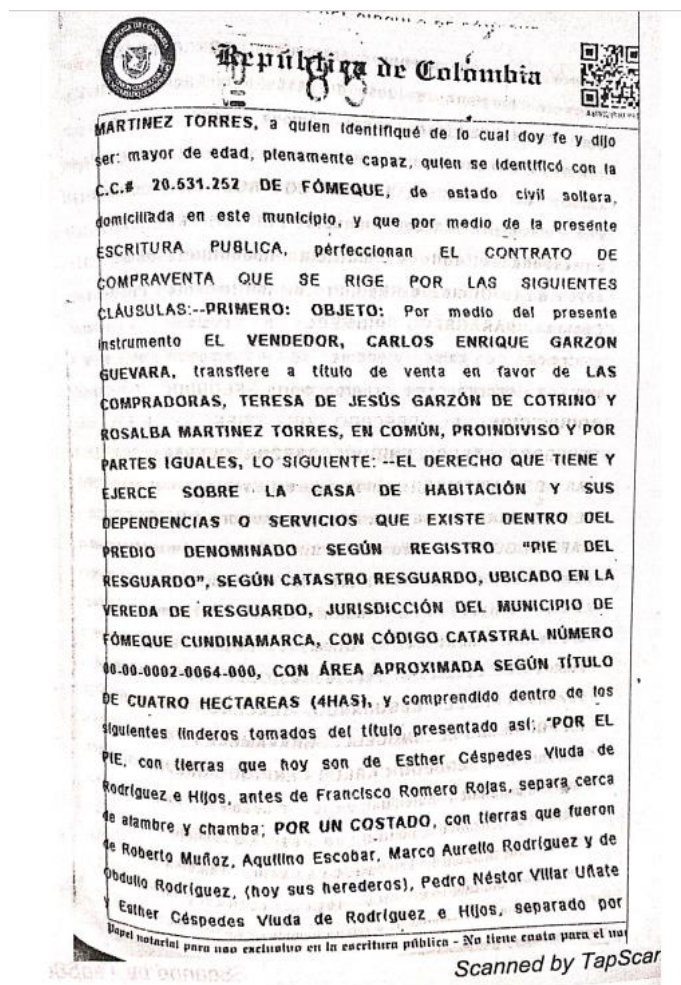 República de Colombia
MARTINEZ TORRES, a quien identifiqué de lo cual doy fe y dijo
ser: mayor de edad, plenamente capaz, quien se identificó con la
C.C.# 20.531.252 DE FÓMEQUE, de estado civil soltera,
domiciliada en este municipio, y que por medio de la presente
ESCRITURA PUBLICA, perfeccionan EL CONTRATO DE
COMPRAVENTA QUE SE RIGE POR LAS SIGUIENTES
CLÁUSULAS:--PRIMERO: OBJETO: Por medio del presente
instrumento EL VENDEDOR, CARLOS ENRIQUE GARZON
GUEVARA, transfiere a título de venta en favor de LAS
COMPRADORAS, TERESA DE JESÚS GARZÓN DE COTRINO Y
ROSALBA MARTINEZ TORRES, EN COMÚN, PROINDIVISO Y POR
PARTES IGUALES, LO SIGUIENTE: --EL DERECHO QUE TIENE Y
EJERCE SOBRE LA CASA DE HABITACIÓN Y SUS
DEPENDENCIAS O SERVICIOS QUE EXISTE DENTRO DEL
PREDIO DENOMINADO SEGÚN REGISTRO "PIE DEL
RESGUARDO", SEGÚN CATASTRO RESGUARDO, UBICADO EN LA
VEREDA DE RESGUARDO, JURISDICCIÓN DEL MUNICIPIO DE
FÓMEQUE CUNDINAMARCA, CON CÓDIGO CATASTRAL NÚMERO
00-00-0002-0064-000, CON ÁREA APROXIMADA SEGÚN TÍTULO
DE CUATRO HECTAREAS (4HAS), y comprendido dentro de los
siguientes linderos tomados del título presentado así; "POR EL
PIE, con tierras que hoy son de Esther Céspedes Viuda de
Rodríguez e Hijos, antes de Francisco Romero Rojas, separa cerca
de alambre y chamba; POR UN COSTADO, con tierras que fueron
de Roberto Muñoz, Aquilino Escobar, Marco Aurelio Rodríguez y de
Obdulio Rodríguez, (hoy sus herederos), Pedro Néstor Villar Uñate
y Esther Céspedes Viuda de Rodríguez e Hijos, separado por
Papel notarial para uso exclusivo en la escritura pública - No tiene costo para el
Scanned by TapScan